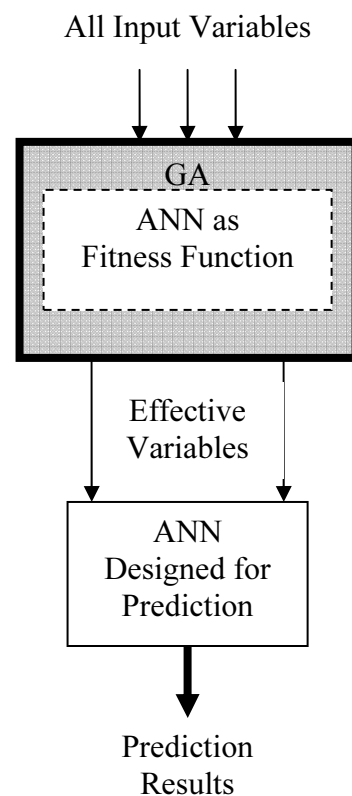 All Input Variables
GA
ANN as
Fitness Function
Effective
Variables
ANN
Designed for
Prediction
Prediction
Results